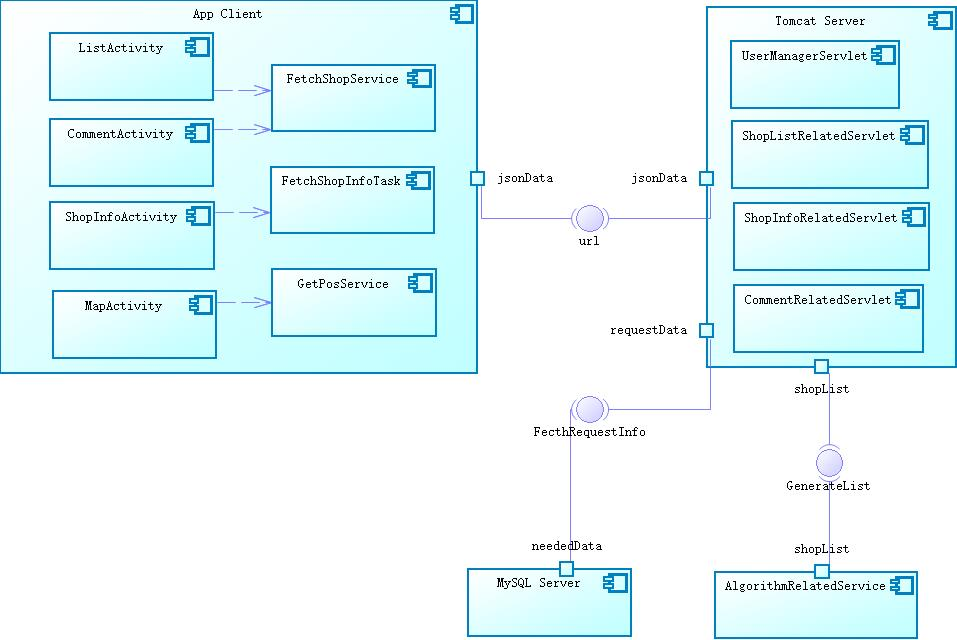 App Client
ListActivity
FetchShopService
CommentActivity
FetchShopInfoTask
ShopInfoActivity
GetPosService
MapActivity
jsonData
url
jsonData
Tomcat Server
UserManagerServlet
ShopListRelatedServlet
ShopInfoRelatedServlet
CommentRelatedServlet
requestData
shopList
FecthRequestInfo
GenerateList
neededData
shopList
MySQL Server
AlgorithmRelatedService